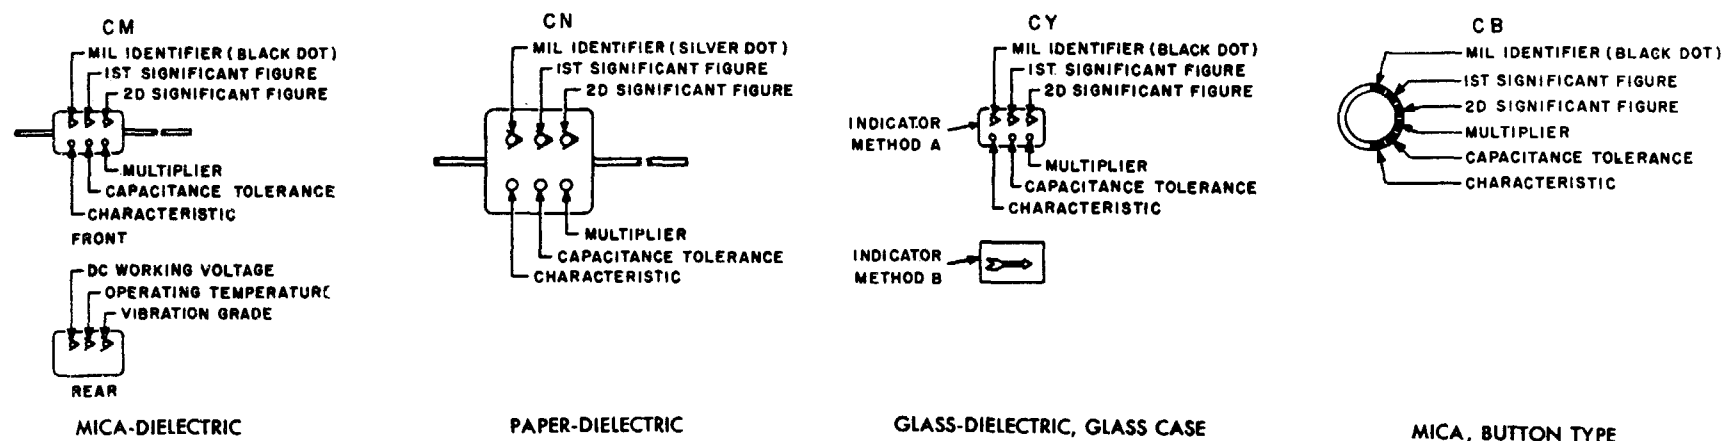 CM
MIL IDENTIFIER (BLACK DOT)
1ST SIGNIFICANT FIGURE
2D SIGNIFICANT FIGURE
MULTIPLIER
CAPACITANCE TOLERANCE
CHARACTERISTIC
FRONT
DC WORKING VOLTAGE
OPERATING TEMPERATURE
VIBRATION GRADE
REAR
MICA-DIELECTRIC
CN
MIL IDENTIFIER (SILVER DOT)
1ST SIGNIFICANT FIGURE
2D SIGNIFICANT FIGURE
MULTIPLIER
CAPACITANCE TOLERANCE
CHARACTERISTIC
PAPER-DIELECTRIC
CY
MIL IDENTIFIER (BLACK DOT)
1ST SIGNIFICANT FIGURE
2D SIGNIFICANT FIGURE
INDICATOR
METHOD A
MULTIPLIER
CAPACITANCE TOLERANCE
CHARACTERISTIC
INDICATOR
METHOD B
GLASS-DIELECTRIC, GLASS CASE
CB
MIL IDENTIFIER (BLACK DOT)
1ST SIGNIFICANT FIGURE
2D SIGNIFICANT FIGURE
MULTIPLIER
CAPACITANCE TOLERANCE
CHARACTERISTIC
MICA, BUTTON TYPE